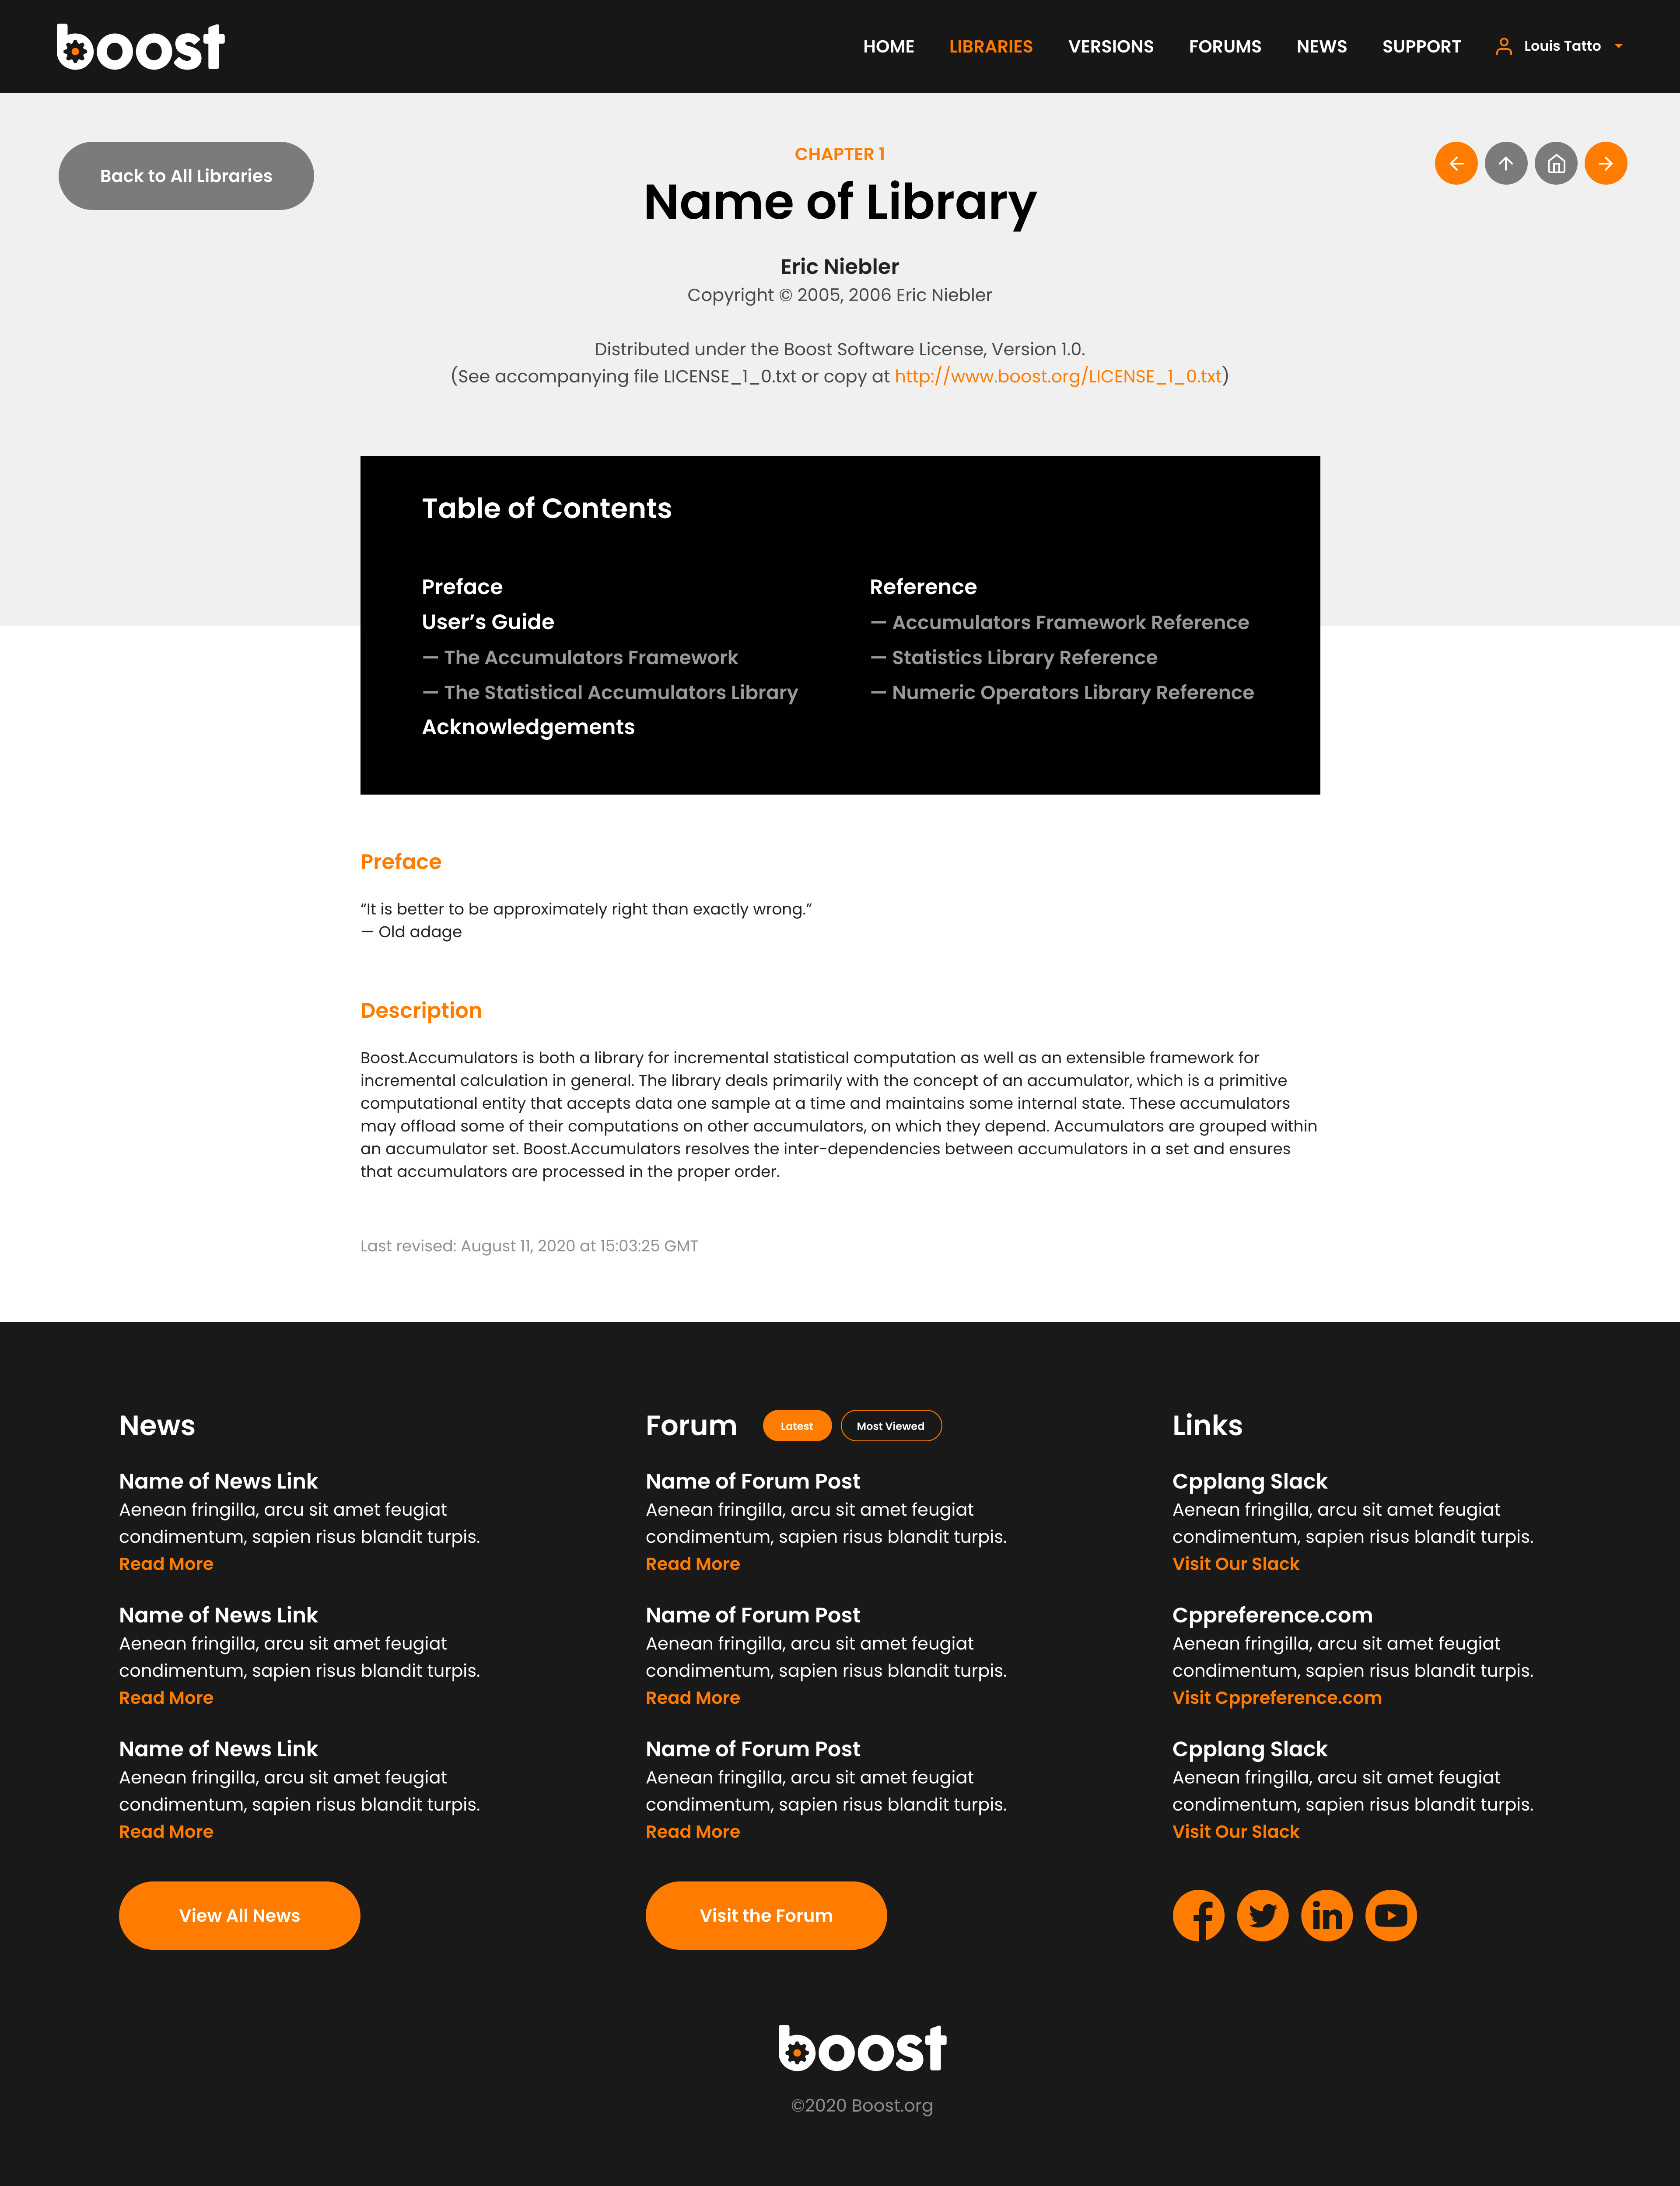 boost
HOME LIBRARIES VERSIONS FORUMS NEWS SUPPORT Louis Tatto
Back to All Libraries
CHAPTER 1
Name of Library
Eric Niebler
Copyright © 2005, 2006 Eric Niebler
Distributed under the Boost Software License, Version 1.0.
(See accompanying file LICENSE_1_0.txt or copy at http://www.boost.org/LICENSE_1_0.txt)
Table of Contents
Preface
User’s Guide
— The Accumulators Framework
— The Statistical Accumulators Library
Acknowledgements
Reference
— Accumulators Framework Reference
— Statistics Library Reference
— Numeric Operators Library Reference
Preface
“It is better to be approximately right than exactly wrong.”
— Old adage
Description
Boost.Accumulators is both a library for incremental statistical computation as well as an extensible framework for
incremental calculation in general. The library deals primarily with the concept of an accumulator, which is a primitive
computational entity that accepts data one sample at a time and maintains some internal state. These accumulators
may offload some of their computations on other accumulators, on which they depend. Accumulators are grouped within
an accumulator set. Boost.Accumulators resolves the inter-dependencies between accumulators in a set and ensures
that accumulators are processed in the proper order.
Last revised: August 11, 2020 at 15:03:25 GMT
News
Name of News Link
Aenean fringilla, arcu sit amet feugiat
condimentum, sapien risus blandit turpis.
Read More
Name of News Link
Aenean fringilla, arcu sit amet feugiat
condimentum, sapien risus blandit turpis.
Read More
Name of News Link
Aenean fringilla, arcu sit amet feugiat
condimentum, sapien risus blandit turpis.
Read More
View All News
Forum Latest Most Viewed
Name of Forum Post
Aenean fringilla, arcu sit amet feugiat
condimentum, sapien risus blandit turpis.
Read More
Name of Forum Post
Aenean fringilla, arcu sit amet feugiat
condimentum, sapien risus blandit turpis.
Read More
Name of Forum Post
Aenean fringilla, arcu sit amet feugiat
condimentum, sapien risus blandit turpis.
Read More
Visit the Forum
Links
Cpplang Slack
Aenean fringilla, arcu sit amet feugiat
condimentum, sapien risus blandit turpis.
Visit Our Slack
Cppreference.com
Aenean fringilla, arcu sit amet feugiat
condimentum, sapien risus blandit turpis.
Visit Cppreference.com
Cpplang Slack
Aenean fringilla, arcu sit amet feugiat
condimentum, sapien risus blandit turpis.
Visit Our Slack
boost
©2020 Boost.org